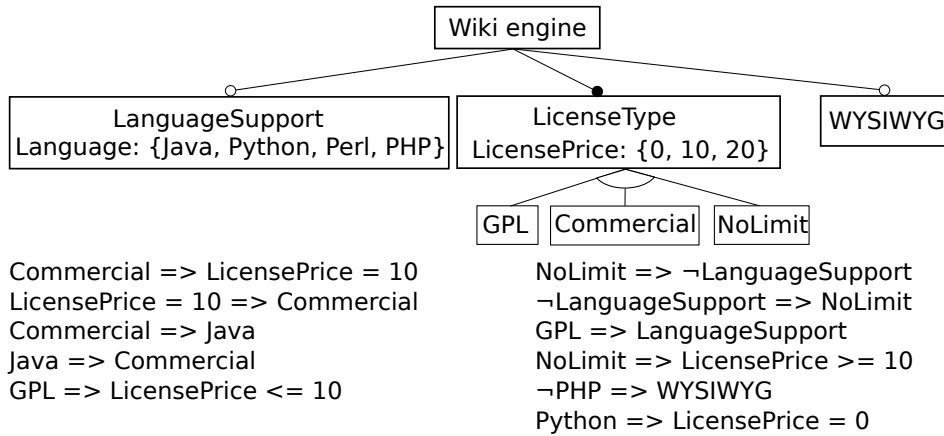 Wiki engine
LanguageSupport
Language: {Java, Python, Perl, PHP}
LicenseType
LicensePrice: {0, 10, 20}
WYSIWYG
GPL
Commercial
NoLimit
Commercial => LicensePrice = 10
LicensePrice = 10 => Commercial
Commercial => Java
Java => Commercial
GPL => LicensePrice <= 10
NoLimit => ¬LanguageSupport
¬LanguageSupport => NoLimit
GPL => LanguageSupport
NoLimit => LicensePrice >= 10
¬PHP => WYSIWYG
Python => LicensePrice = 0